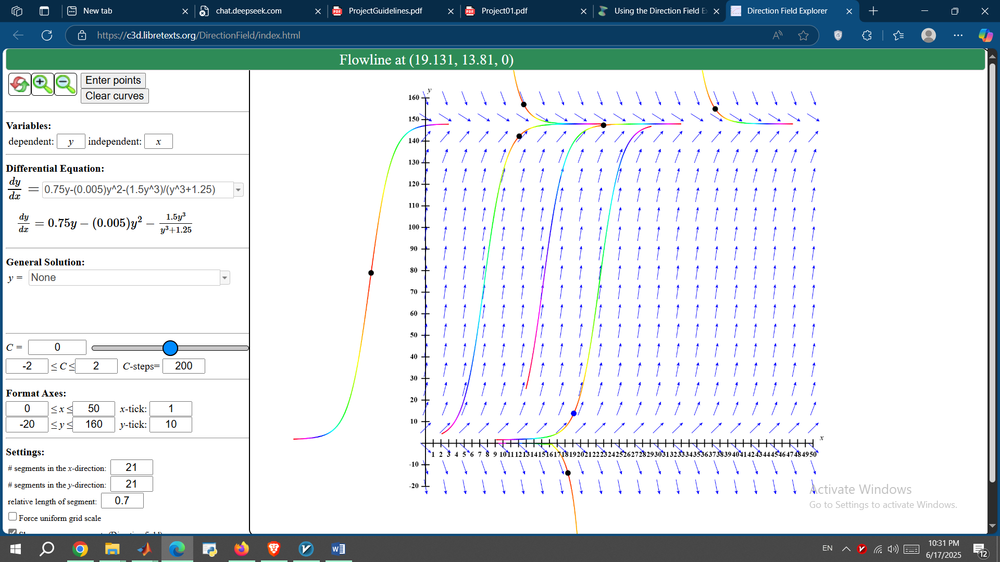 New tab
chat.deepseek.com
ProjectGuidelines.pdf
Project01.pdf
Using the Direction Field E
Direction Field Explorer
https://c3d.libretexts.org/DirectionField/index.html
Flowline at (19.131, 13.81, 0)
Enter points
Clear curves
Variables:
dependent: y independent: x
Differential Equation:
dy/dx = 0.75y-(0.005)y^2-(1.5y^3)/(y^3+1.25)
dy/dx = 0.75y − (0.005)y² − 1.5y³/y³+1.25
General Solution:
y = None
C = 0
-2 ≤ C ≤ 2 C-steps= 200
Format Axes:
0 ≤ x ≤ 50 x-tick: 1
-20 ≤ y ≤ 160 y-tick: 10
Settings:
# segments in the x-direction: 21
# segments in the y-direction: 21
relative length of segment: 0.7
Force uniform grid scale
y
160
150
140
130
120
110
100
90
80
70
60
50
40
30
20
10
x
1 2 3 4 5 6 7 8 9 10 11 12 13 14 15 16 17 18 19 20 21 22 23 24 25 26 27 28 29 30 31 32 33 34 35 36 37 38 39 40 41 42 43 44 45 46 47 48 49 50
-10
-20
Activate Windows
Go to Settings to activate Windows.
EN
10:31 PM
6/17/2025
12